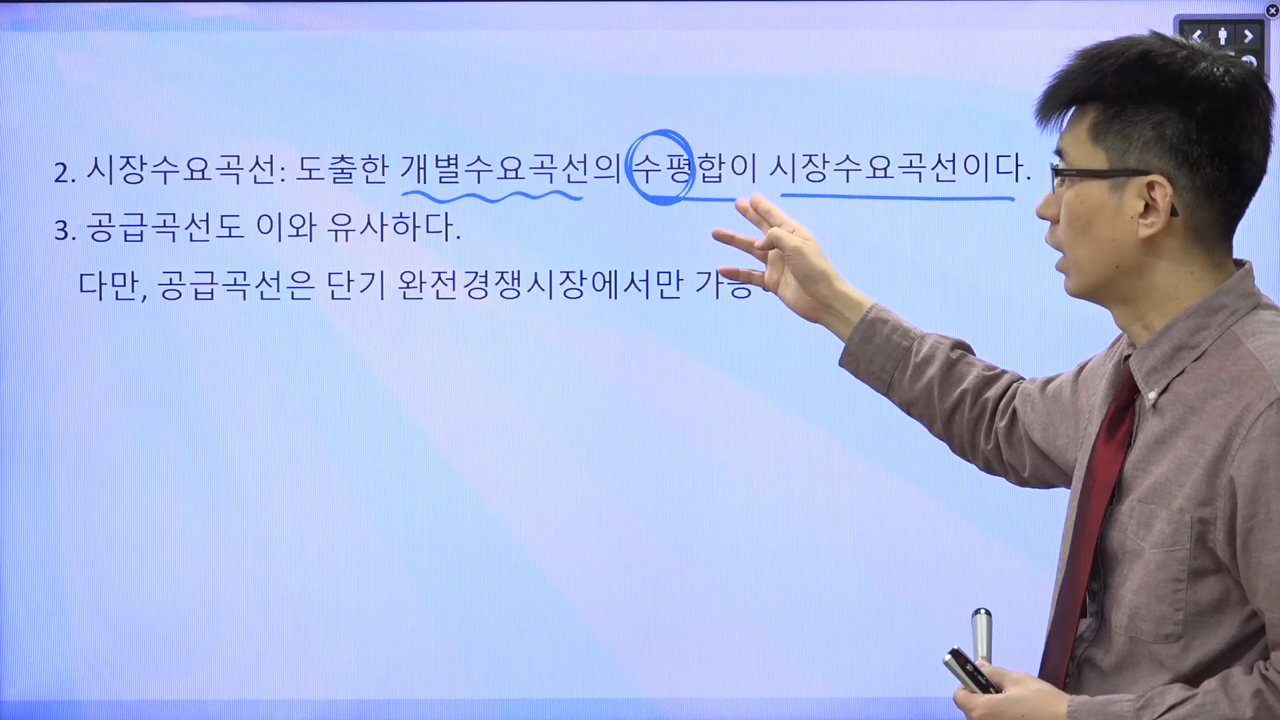 2. 시장수요곡선: 도출한 개별수요곡선의 수평합이 시장수요곡선이다.
3. 공급곡선도 이와 유사하다.
다만, 공급곡선은 단기 완전경쟁시장에서만